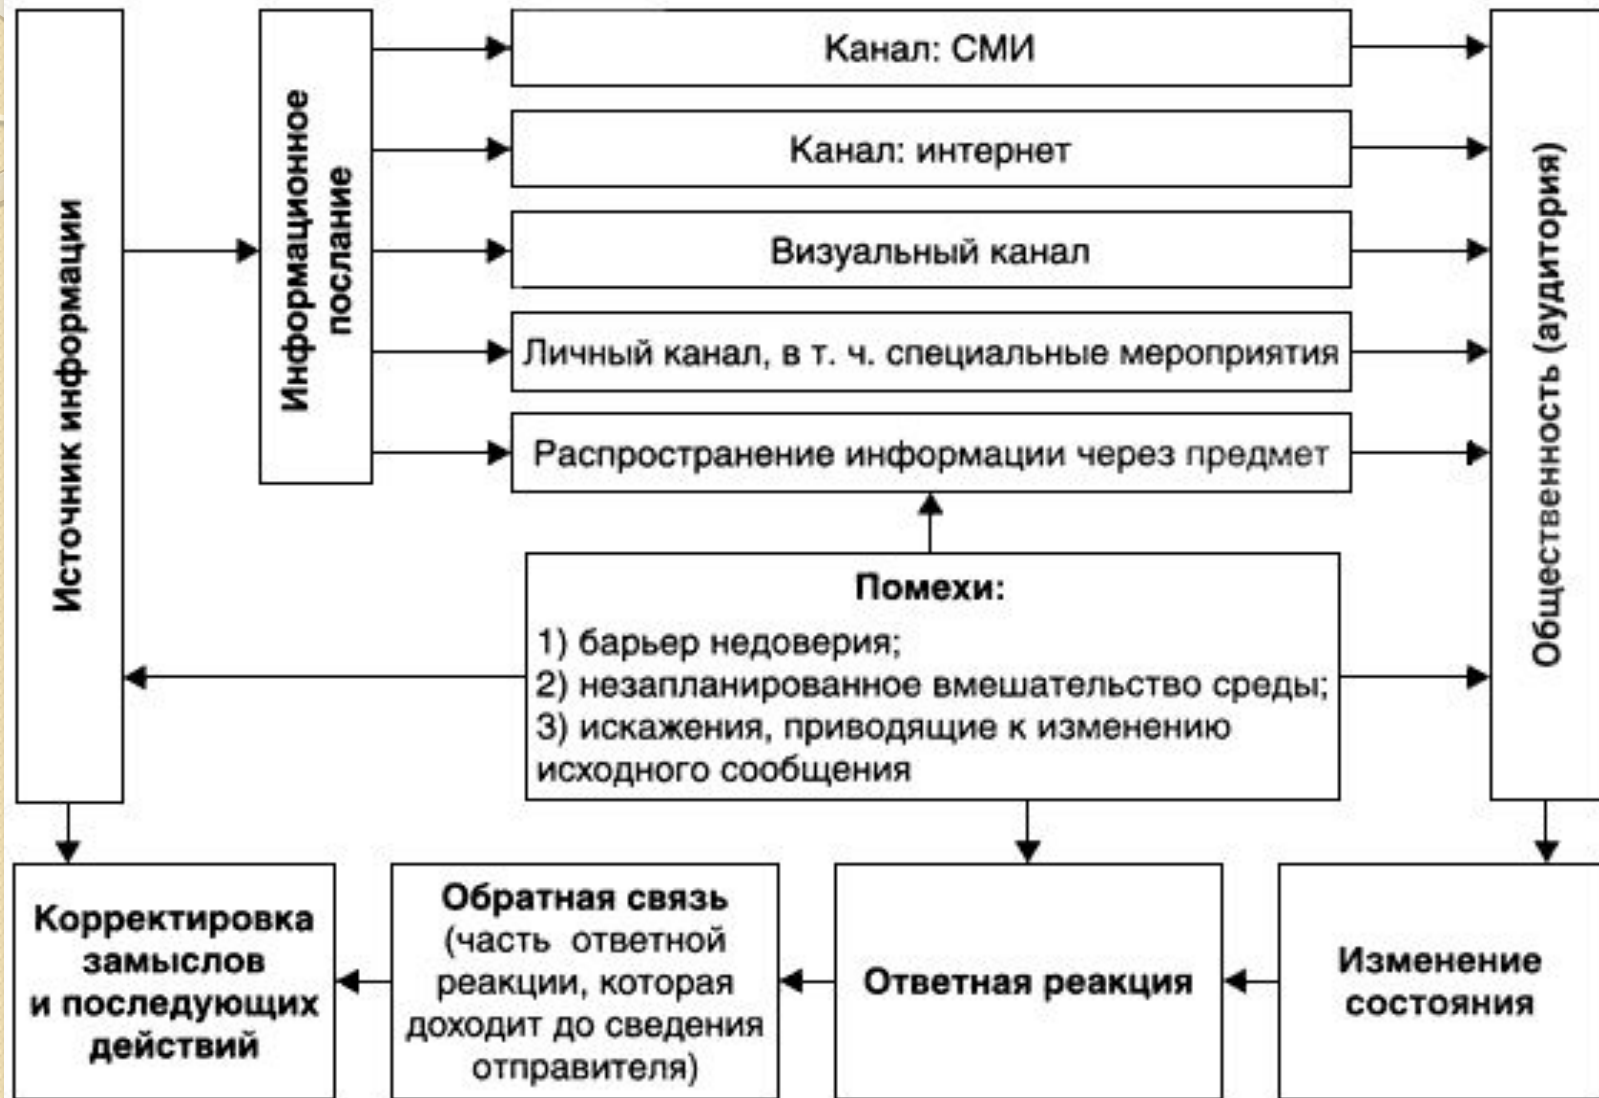 Источник информации
Информационное
послание
Канал: СМИ
Канал: интернет
Визуальный канал
Личный канал, в т. ч. специальные мероприятия
Распространение информации через предмет
Общественность (аудитория)
Помехи:
1) барьер недоверия;
2) незапланированное вмешательство среды;
3) искажения, приводящие к изменению
исходного сообщения
Корректировка
замыслов
и последующих
действий
Обратная связь
(часть ответной
реакции, которая
доходит до сведения
отправителя)
Ответная реакция
Изменение
состояния